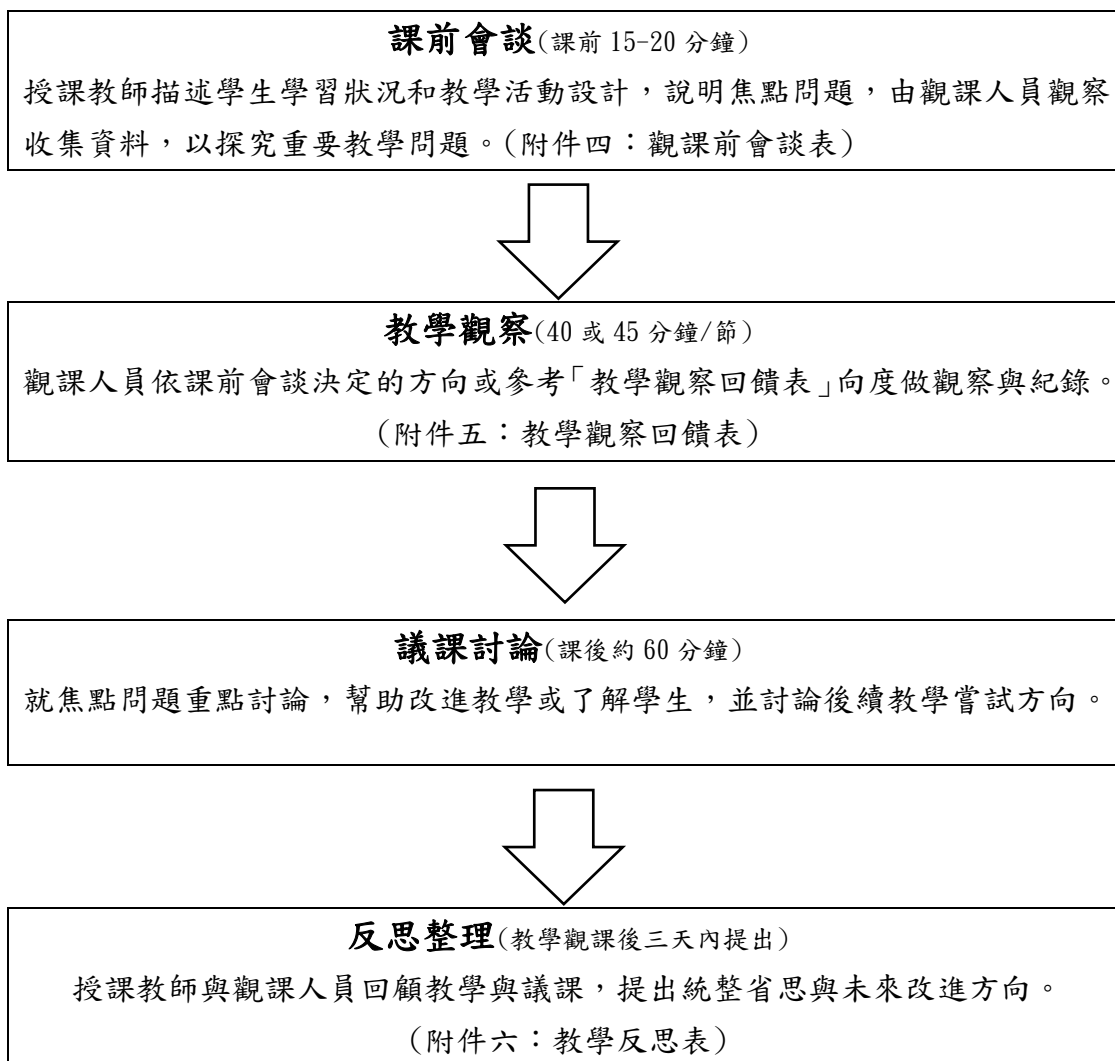 課前會談(課前 15-20 分鐘)
授課教師描述學生學習狀況和教學活動設計，說明焦點問題，由觀課人員觀察
收集資料，以探究重要教學問題。(附件四：觀課前會談表)
教學觀察(40 或 45 分鐘/節)
觀課人員依課前會談決定的方向或參考「教學觀察回饋表」向度做觀察與紀錄。
(附件五：教學觀察回饋表)
議課討論(課後約 60 分鐘)
就焦點問題重點討論，幫助改進教學或了解學生，並討論後續教學嘗試方向。
反思整理(教學觀課後三天內提出)
授課教師與觀課人員回顧教學與議課，提出統整省思與未來改進方向。
(附件六：教學反思表)